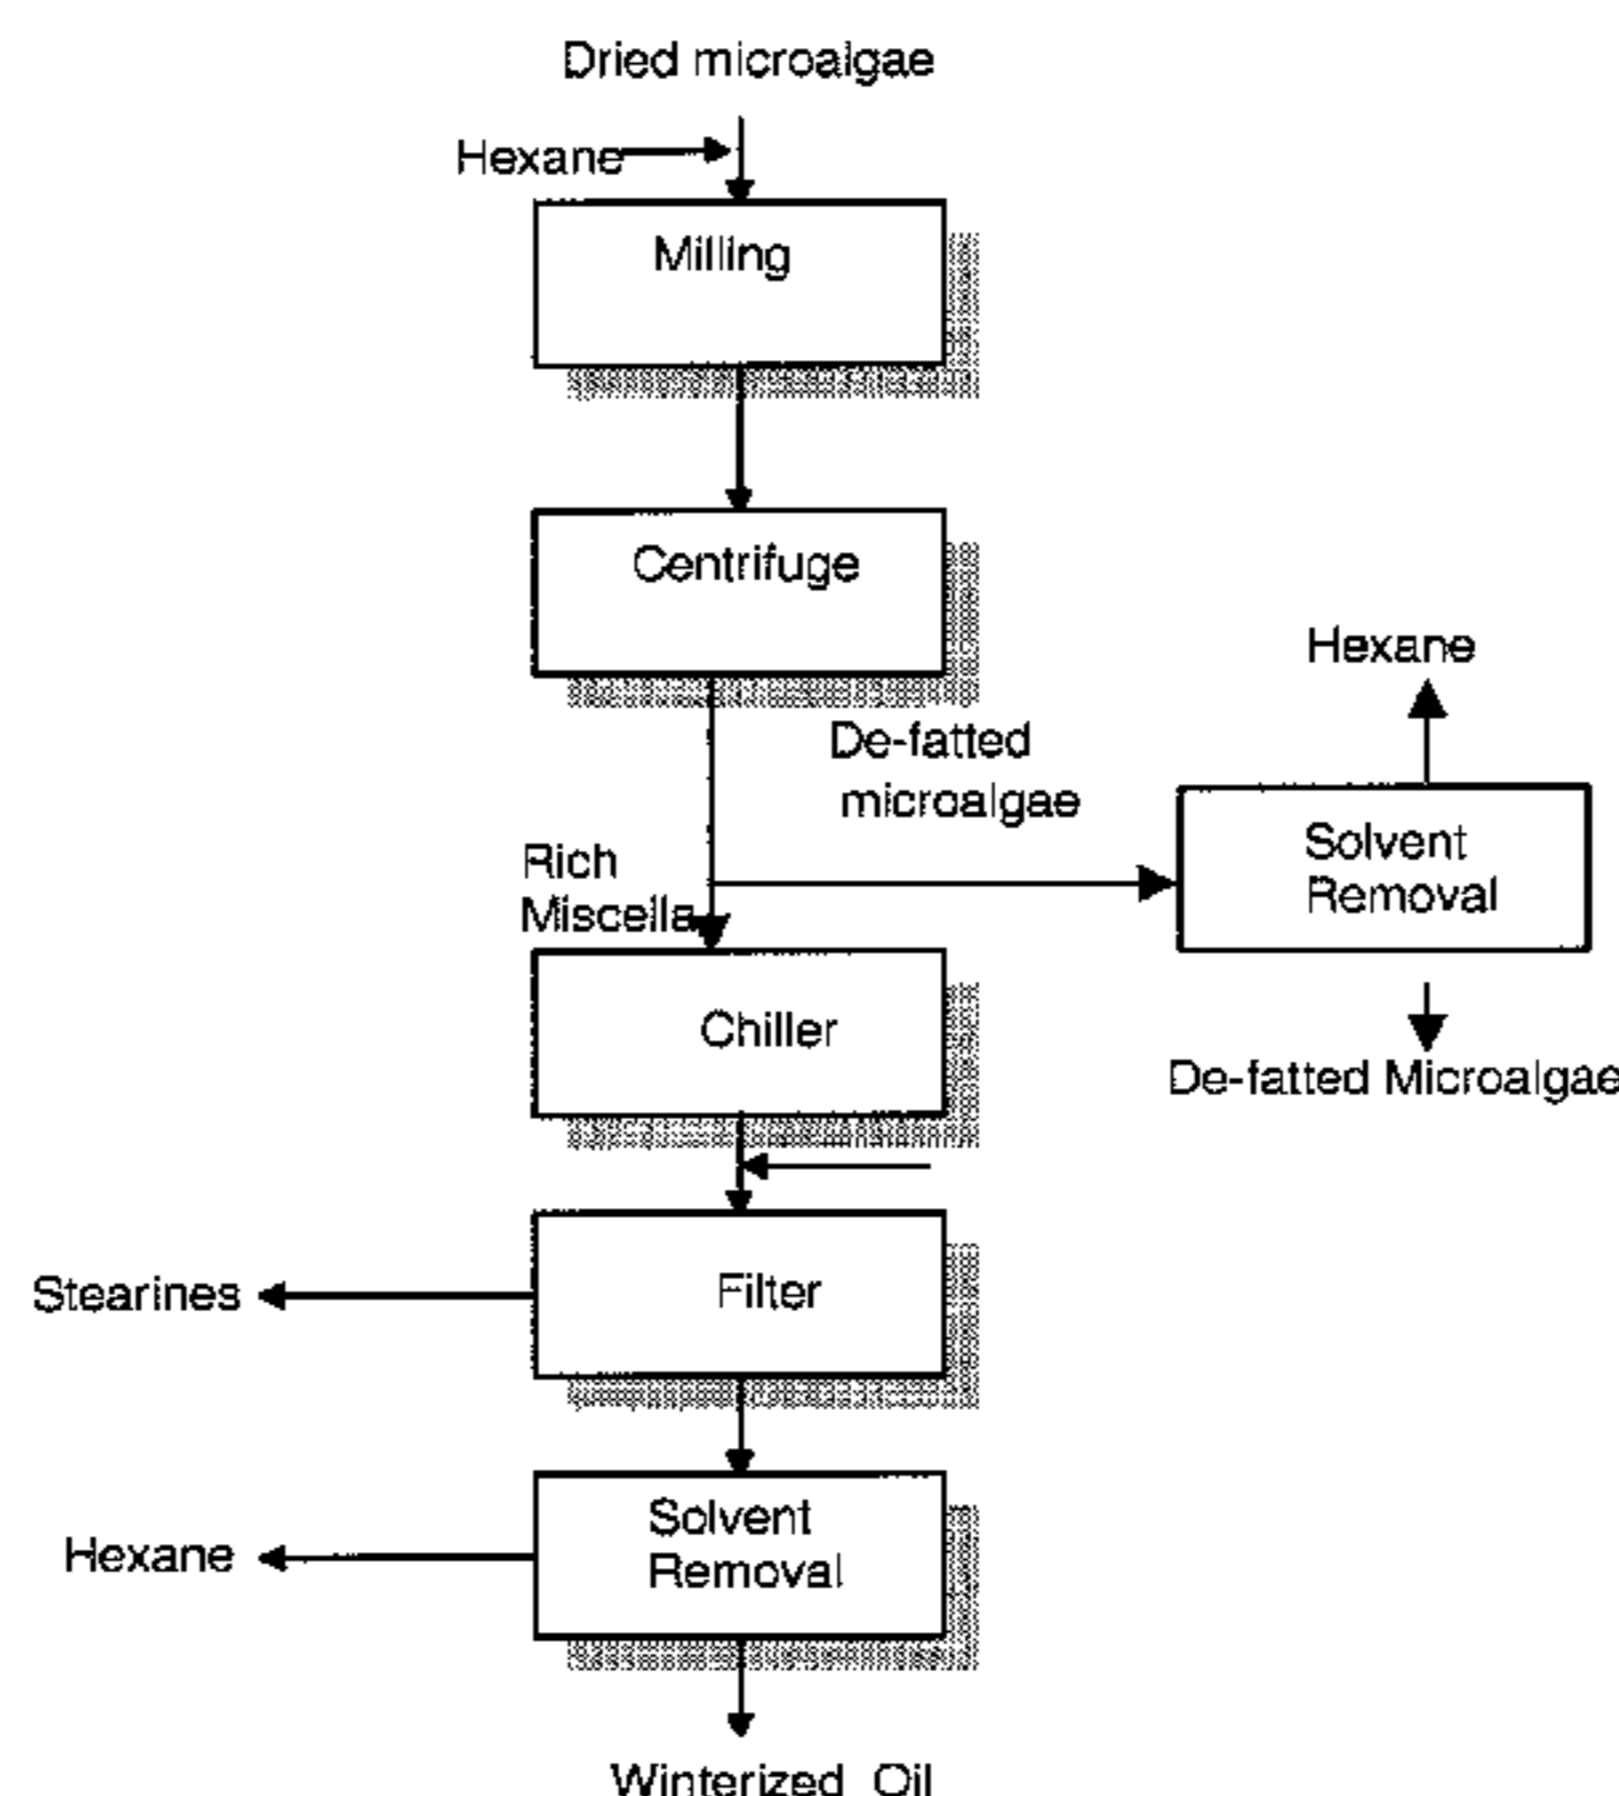 Dried microalgae
Hexane
Milling
Centrifuge
Hexane
De-fatted
microalgae
Solvent
Removal
Rich
Miscella
Chiller
De-fatted Microalgae
Stearines
Filter
Solvent
Removal
Hexane
Winterized Oil